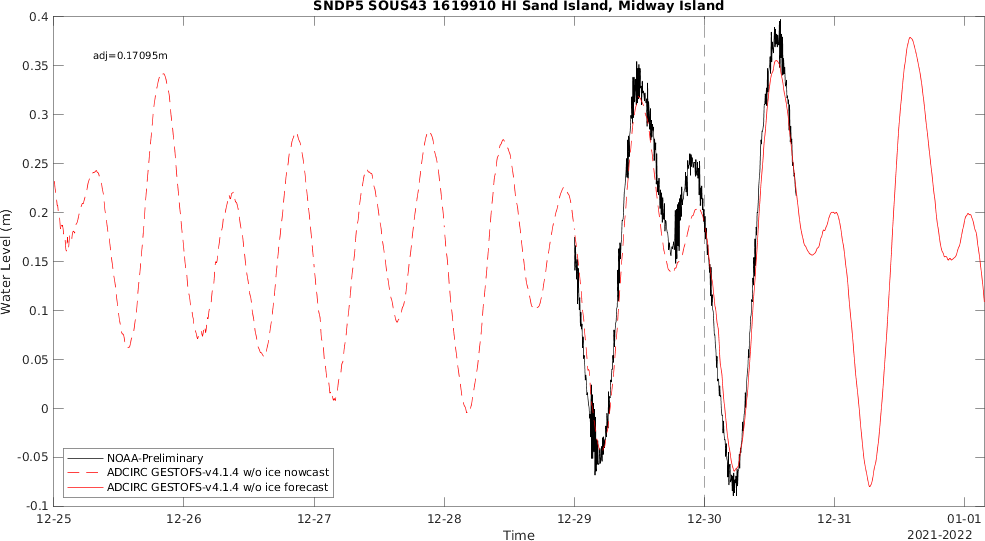 SNDP5 SOUS43 1619910 HI Sand Island, Midway Island
adj=0.17095m
0.4
0.35
0.3
0.25
0.2
0.15
0.1
0.05
0
-0.05
-0.1
Water Level (m)
NOAA-Preliminary
ADCIRC GESTOFS-v4.1.4 w/o ice nowcast
ADCIRC GESTOFS-v4.1.4 w/o ice forecast
12-25 12-26 12-27 12-28 12-29 12-30 12-31 01-01
Time
2021-2022